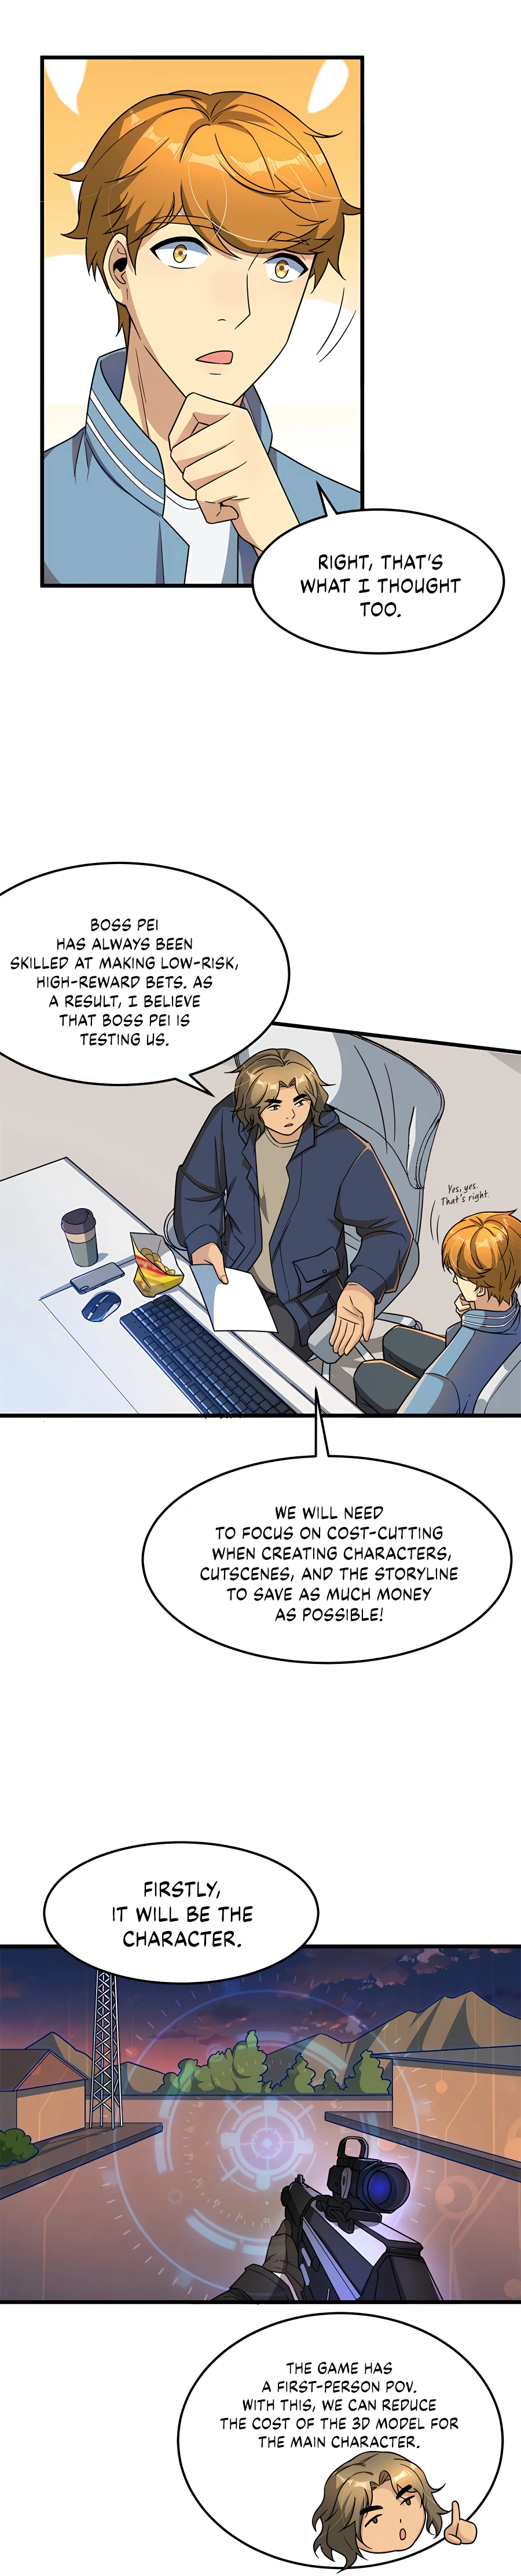 RIGHT, THAT'S
WHAT I THOUGHT
TOO.
BOSS PEI
HAS ALWAYS BEEN
SKILLED AT MAKING LOW-RISK,
HIGH-REWARD BETS. AS
A RESULT, I BELIEVE
THAT BOSS PEI IS
TESTING US.
Yes, yes.
That's right.
WE WILL NEED
TO FOCUS ON COST-CUTTING
WHEN CREATING CHARACTERS,
CUTSCENES, AND THE STORYLINE
TO SAVE AS MUCH MONEY
AS POSSIBLE!
FIRSTLY,
IT WILL BE THE
CHARACTER.
THE GAME HAS
A FIRST-PERSON POV.
WITH THIS, WE CAN REDUCE
THE COST OF THE 3D MODEL FOR
THE MAIN CHARACTER.